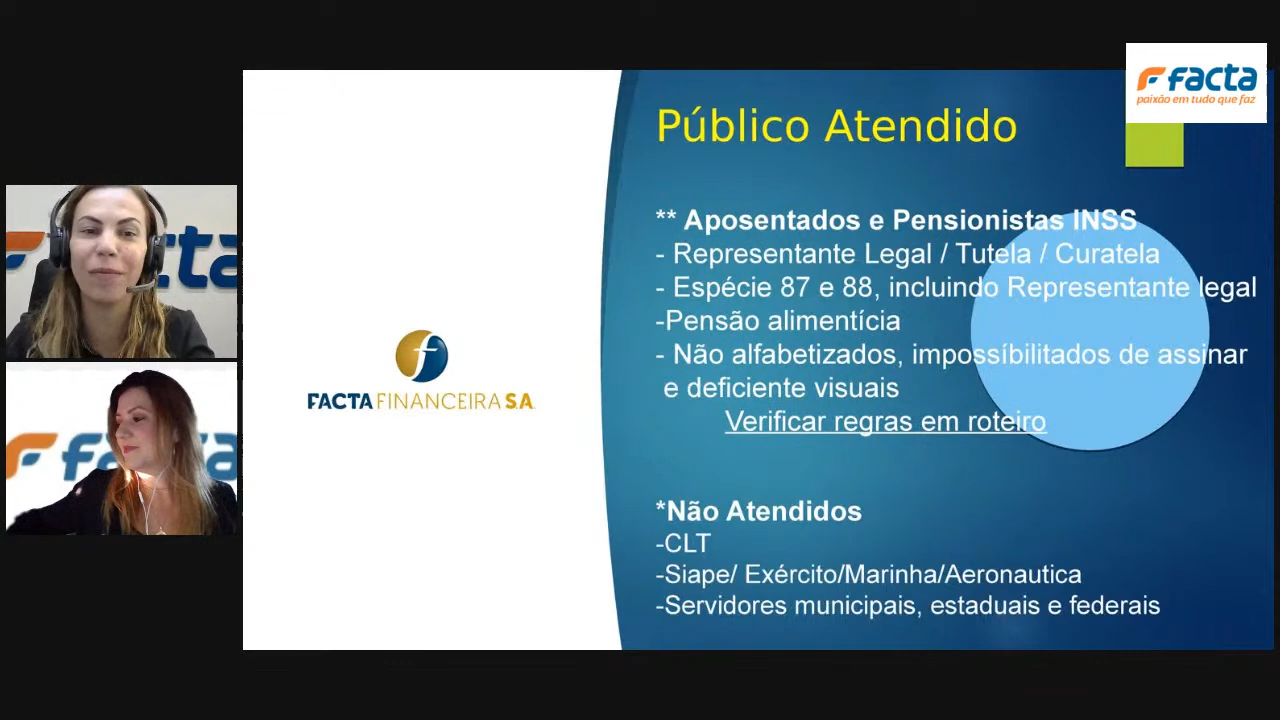 facta
paixão em tudo que faz
Público Atendido
** Aposentados e Pensionistas INSS
- Representante Legal / Tutela / Curatela
- Espécie 87 e 88, incluindo Representante legal
-Pensão alimentícia
- Não alfabetizados, impossíbilitados de assinar
e deficiente visuais
Verificar regras em roteiro
FACTA FINANCEIRA S.A.
*Não Atendidos
-CLT
-Siape/ Exército/Marinha/Aeronautica
-Servidores municipais, estaduais e federais